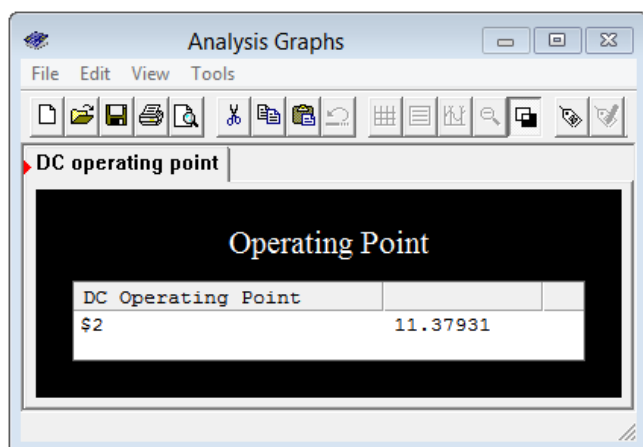 Analysis Graphs
File Edit View Tools
DC operating point
Operating Point
DC Operating Point
$2 11.37931